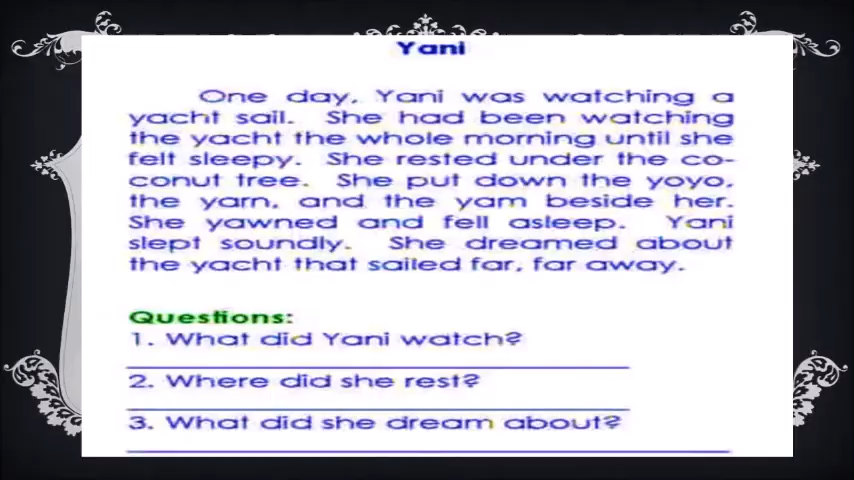 Yani
One day, Yani was watching a
yacht sail. She had been watching
the yacht the whole morning until she
felt sleepy. She rested under the co-
conut tree. She put down the yoyo,
the yarn, and the yam beside her.
She yawned and fell asleep. Yani
slept soundly. She dreamed about
the yacht that sailed far, far away.
Questions:
1. What did Yani watch?
2. Where did she rest?
3. What did she dream about?